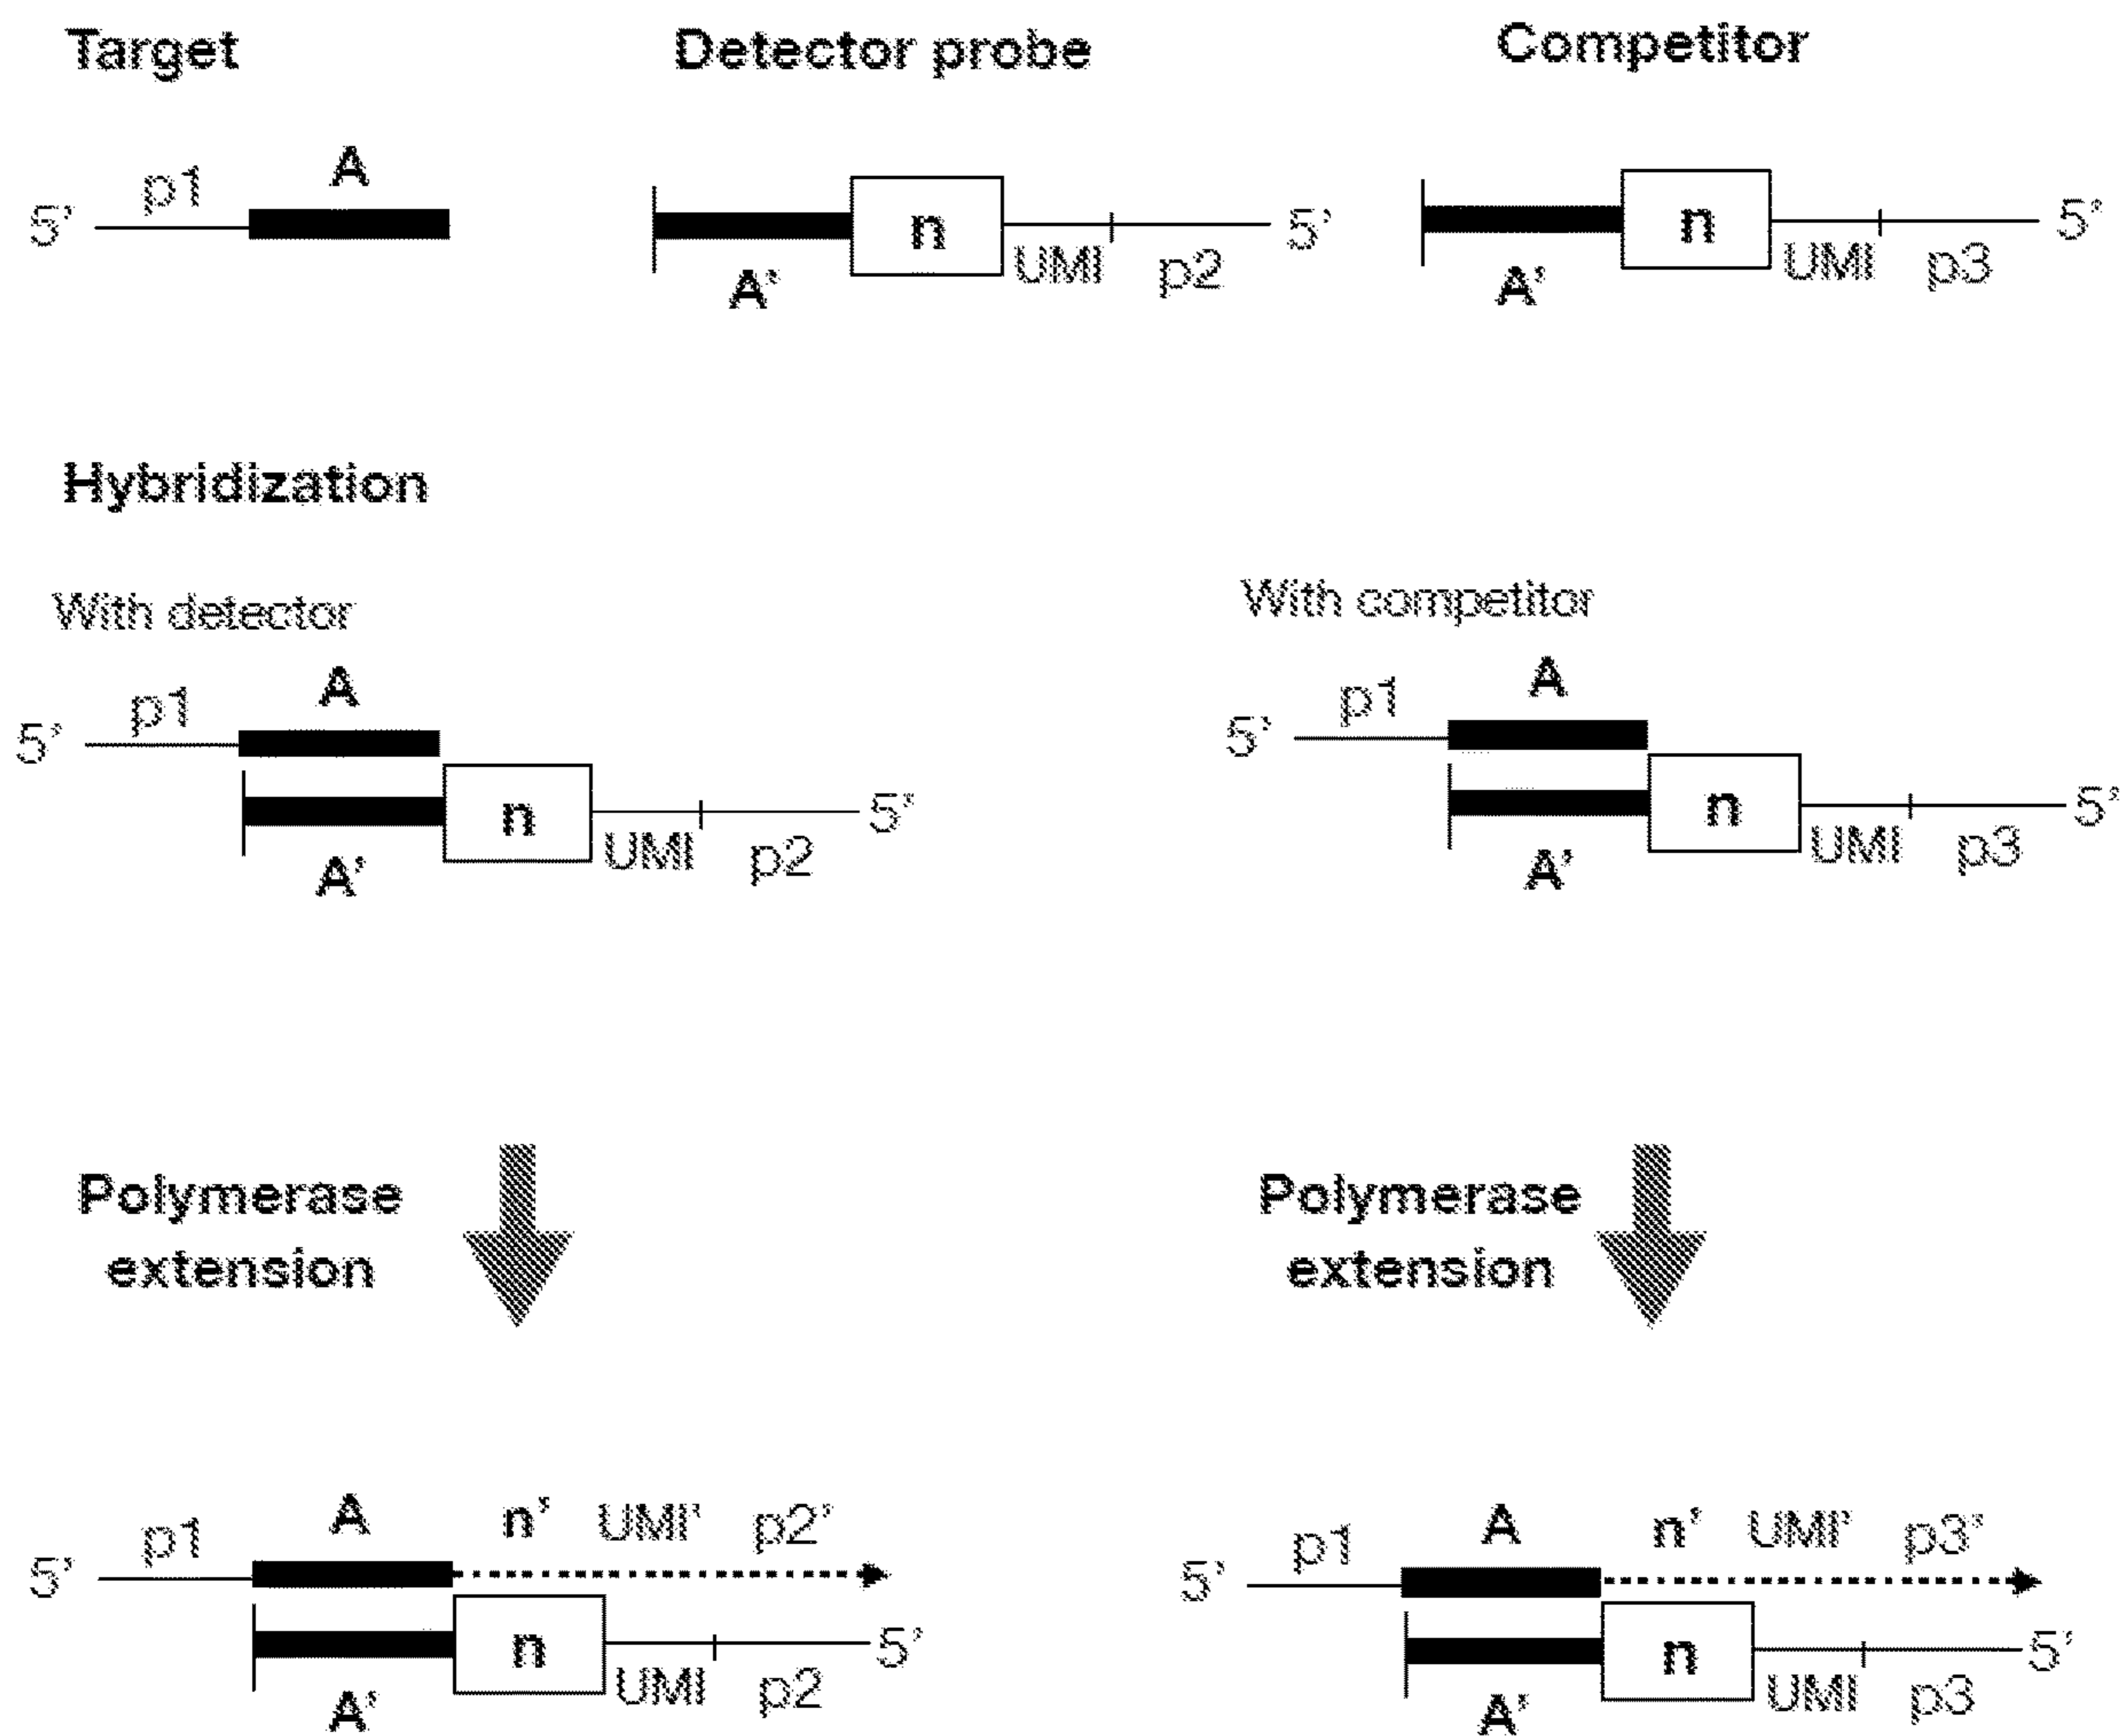 Target
Detector probe
Competitor
5' p1 A
A' n UMI p2 5'
A' n UMI p3 5'
Hybridization
With detector
With competitor
5' p1 A
A' n UMI p2 5'
5' p1 A
A' n UMI p3 5'
Polymerase
extension
Polymerase
extension
5' p1 A n' UMI' p2'
A' n UMI p2 5'
5' p1 A n' UMI' p3'
A' n UMI p3 5'